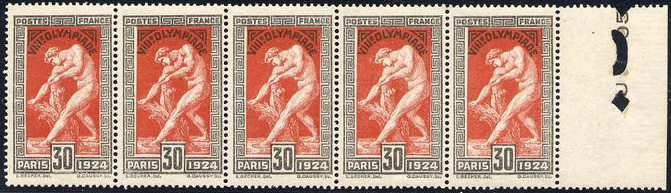 POSTES FRANCE POSTES FRANCE POSTES FRANCE POSTES FRANCE POSTES FRANCE
VIIIE OLYMPIADE VIIIE OLYMPIADE VIIIE OLYMPIADE VIIIE OLYMPIADE VIIIE OLYMPIADE
PARIS 30 1924 PARIS 30 1924 PARIS 30 1924 PARIS 30 1924 PARIS 30 1924
E.BECKER.Del. G.DAUSSY.Sc. E.BECKER.Del. G.DAUSSY.Sc. E.BECKER.Del. G.DAUSSY.Sc. E.BECKER.Del. G.DAUSSY.Sc. E.BECKER.Del. G.DAUSSY.Sc.